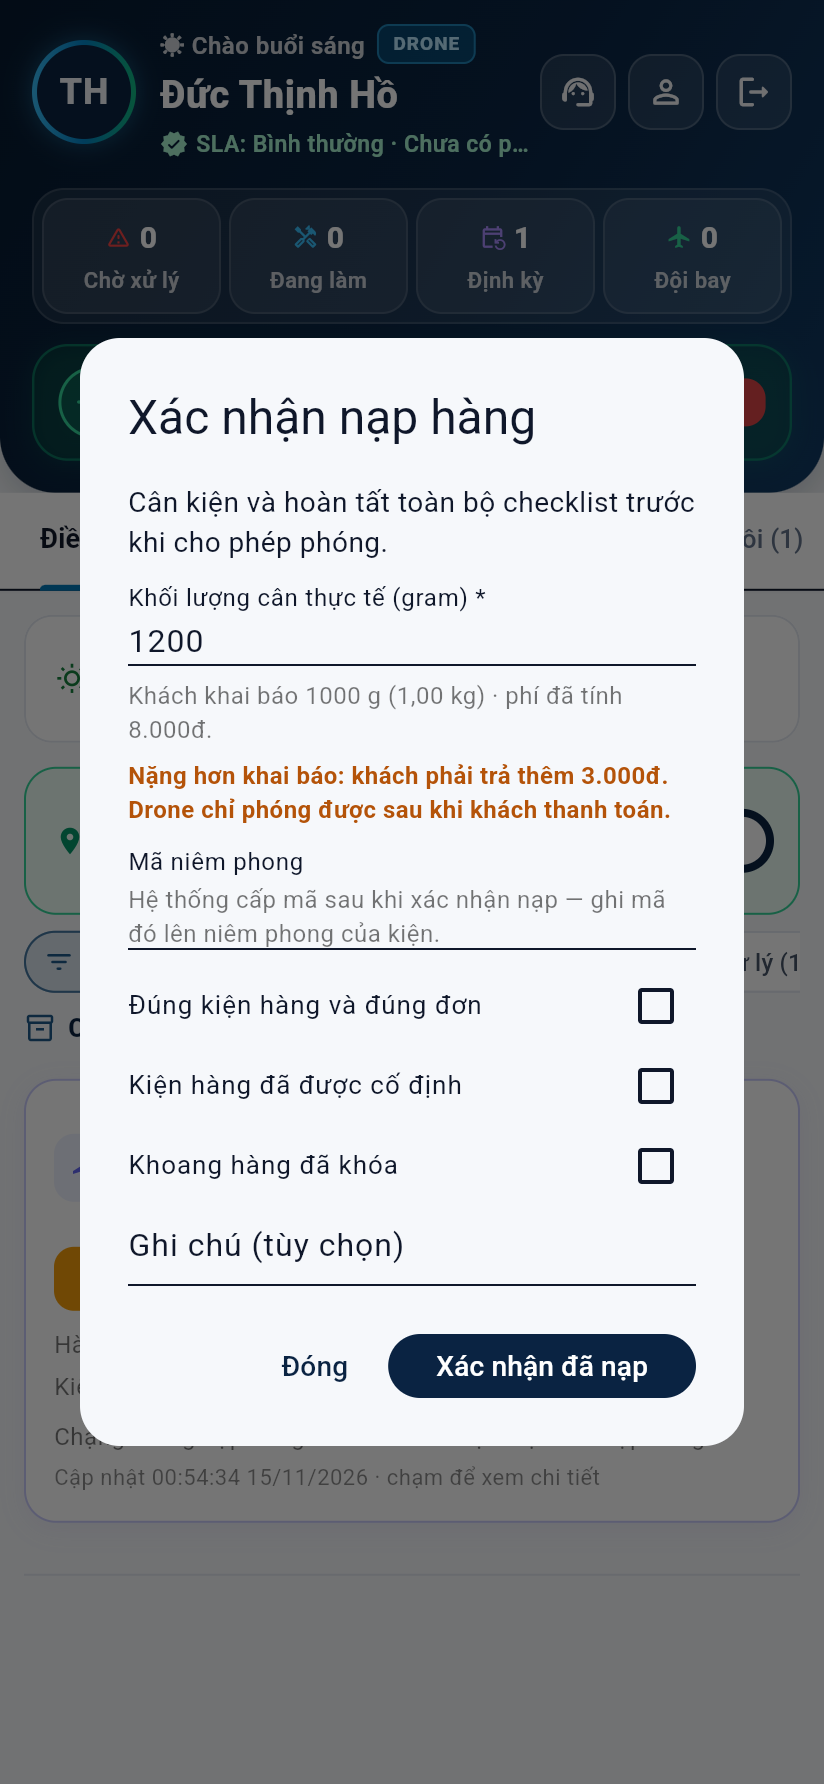 Chào buổi sáng DRONE
TH
Đức Thịnh Hồ
SLA: Bình thường · Chưa có p...
0 0 1 0
Chờ xử lý Đang làm Định kỳ Đội bay
Xác nhận nạp hàng
Cân kiện và hoàn tất toàn bộ checklist trước
khi cho phép phóng.
(1)
Khối lượng cân thực tế (gram) *
1200
Khách khai báo 1000 g (1,00 kg) · phí đã tính
8.000đ.
Nặng hơn khai báo: khách phải trả thêm 3.000đ.
Drone chỉ phóng được sau khi khách thanh toán.
Mã niêm phong
Hệ thống cấp mã sau khi xác nhận nạp — ghi mã
đó lên niêm phong của kiện.
lý (1
Đúng kiện hàng và đúng đơn
Kiện hàng đã được cố định
Khoang hàng đã khóa
Ghi chú (tùy chọn)
Đóng Xác nhận đã nạp
Cập nhật 00:54:34 15/11/2026 · chạm để xem chi tiết